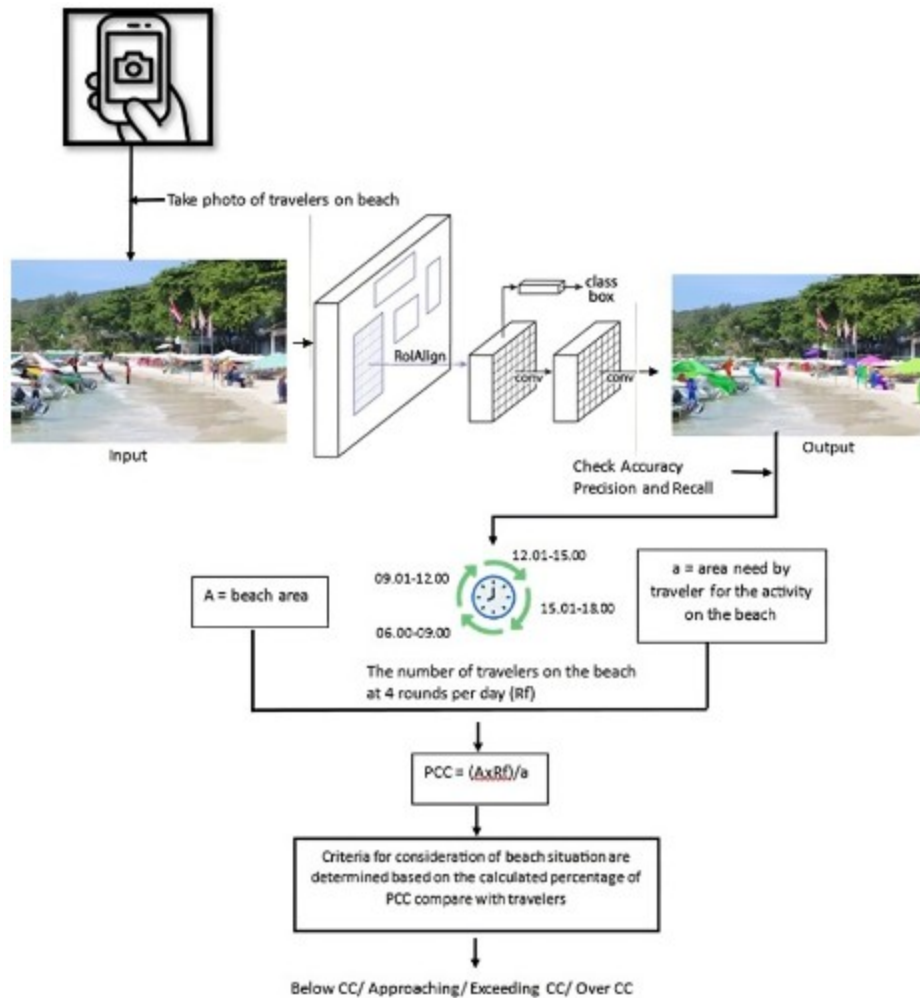 Take photo of travelers on beach
class
box
RoIAlign
conv
conv
Input
Output
Check Accuracy
Precision and Recall
12.01-15.00
09.01-12.00
15.01-18.00
06.00-09.00
A = beach area
a = area need by
traveler for the activity
on the beach
The number of travelers on the beach
at 4 rounds per day (Rf)
PCC = (AxRf)/a
Criteria for consideration of beach situation are
determined based on the calculated percentage of
PCC compare with travelers
Below CC/ Approaching/ Exceeding CC/ Over CC